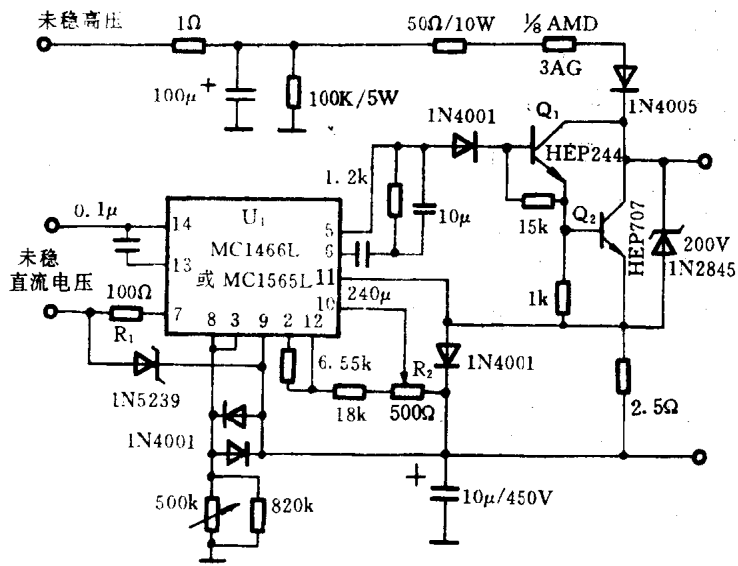 未稳高压
1Ω
50Ω/10W
⅛ AMD
3AG
100μ
+
100K/5W
1N4005
1N4001
Q₁
HEP244
1.2k
10μ
15k
Q₂
HEP707
200V
1N2845
0.1μ
14
U₁
5
MC1466L
6
13
或 MC1565L
11
未稳
直流电压
100Ω
240μ
10
7
8 3 9 2 12
R₁
1k
6.55k
R₂
1N4001
1N5239
18k
500Ω
2.5Ω
1N4001
+
500k
820k
10μ/450V